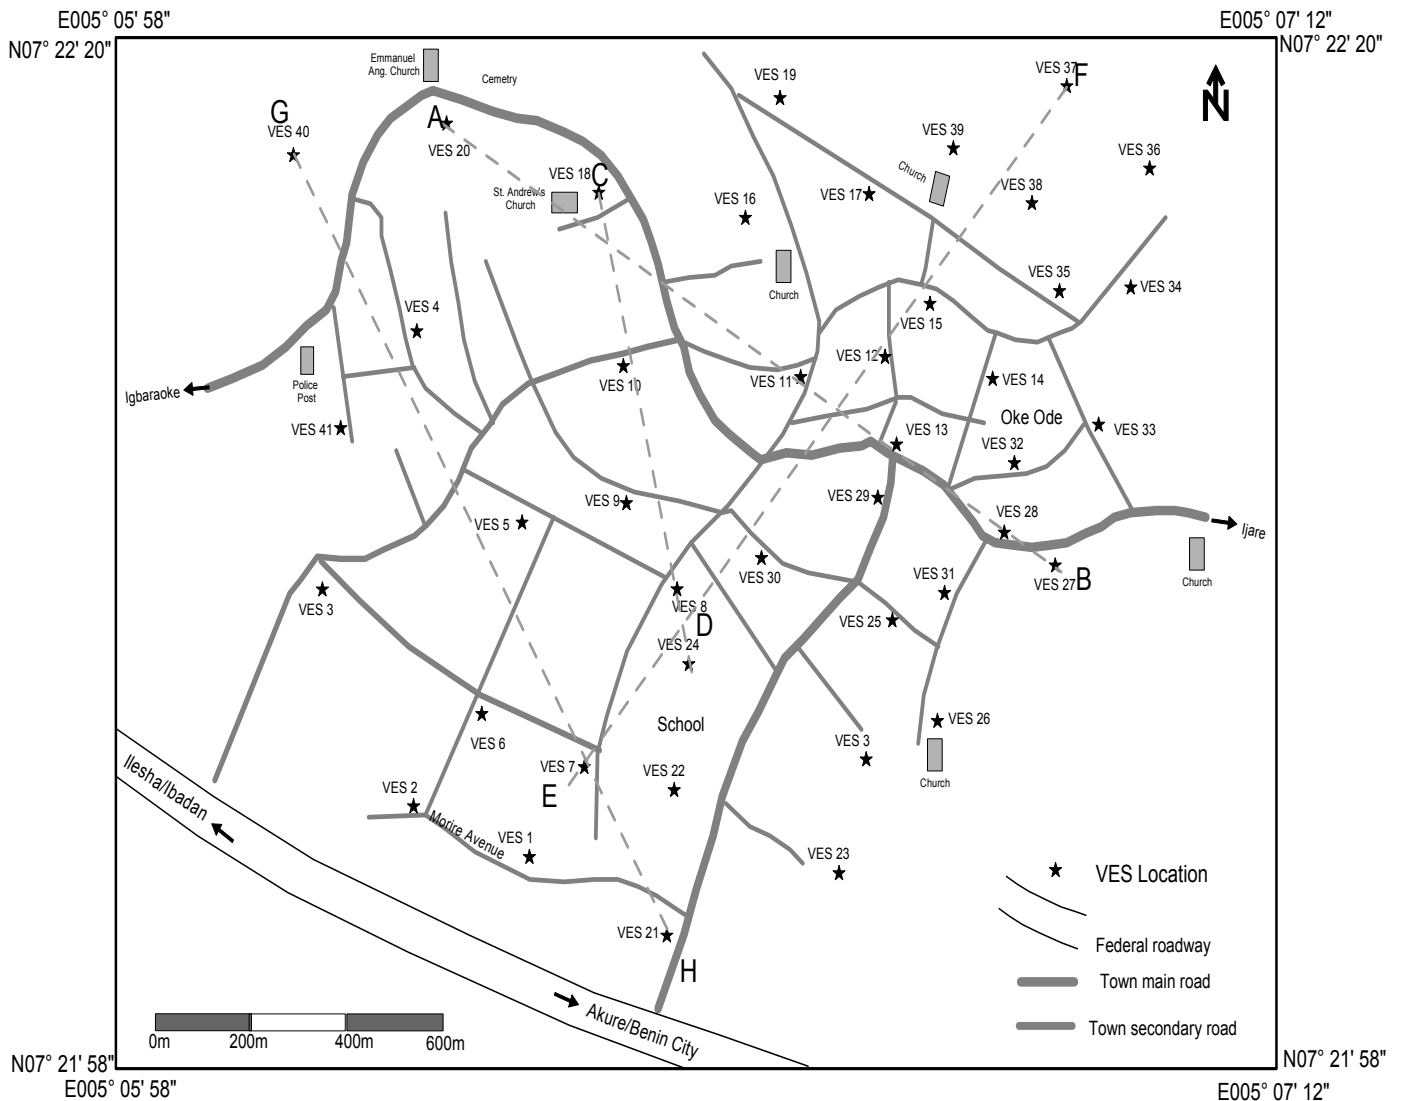 E005° 05' 58"
E005° 07' 12"
N07° 22' 20"
N07° 22' 20"
Emmanuel
Ang. Church
Cemetry
VES 19
VES 37
F
N
G
VES 40
A
VES 20
VES 39
VES 36
VES 18
C
St. Andrew's
Church
Church
VES 17
VES 38
VES 16
Church
VES 35
VES 34
VES 4
VES 15
VES 12
VES 10
VES 11
VES 14
Police
Post
Igbaraoke
Oke Ode
VES 41
VES 13
VES 33
VES 32
VES 9
VES 29
VES 28
VES 5
Ijare
VES 30
VES 31
VES 27
B
Church
VES 3
VES 8
D
VES 25
VES 24
School
VES 26
VES 6
VES 3
VES 7
VES 22
Church
E
Ilesha/Ibadan
VES 2
Morire Avenue
VES 1
VES 23
VES Location
VES 21
Federal roadway
H
Town main road
Akure/Benin City
Town secondary road
0m
200m
400m
600m
N07° 21' 58"
N07° 21' 58"
E005° 05' 58"
E005° 07' 12"